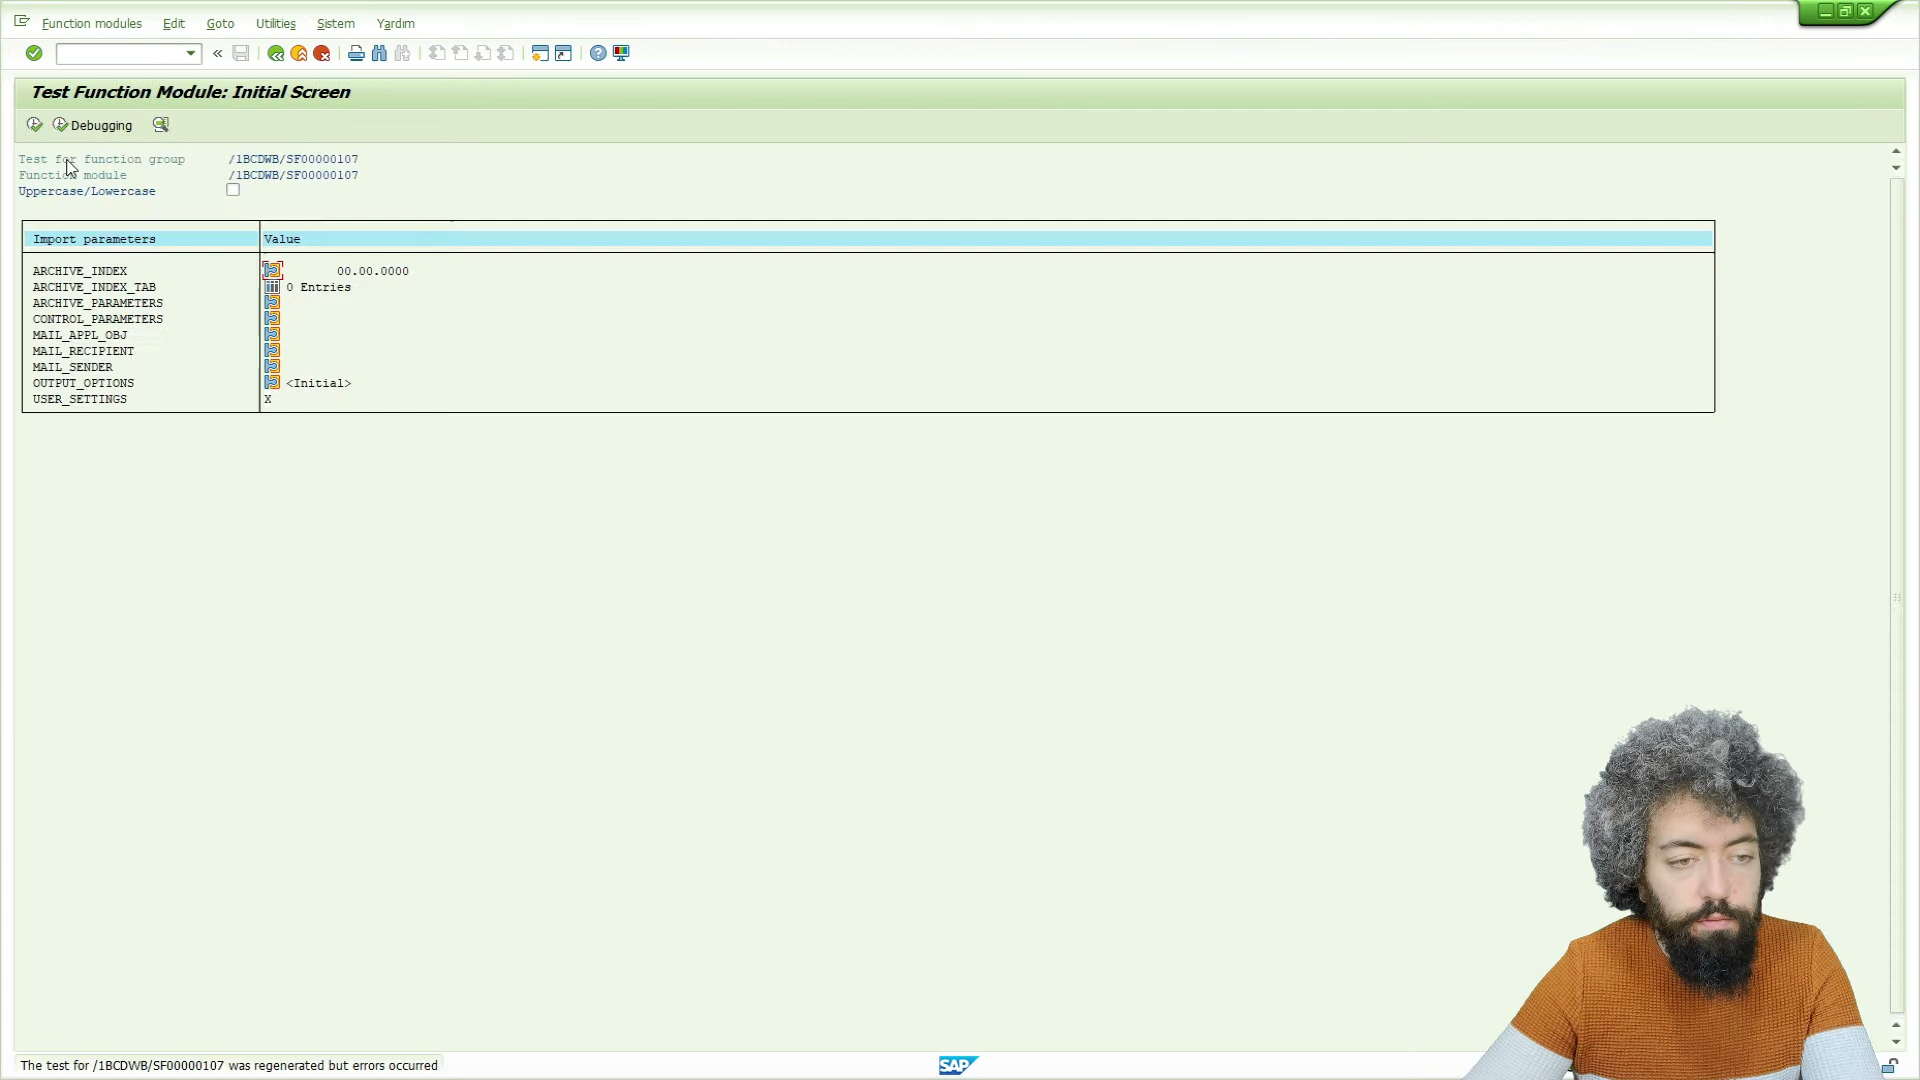 Function modules Edit Goto Utilities Sistem Yardım
Test Function Module: Initial Screen
Debugging
Test for function group /1BCDWB/SF00000107
Function module /1BCDWB/SF00000107
Uppercase/Lowercase
Import parameters Value
ARCHIVE_INDEX 00.00.0000
ARCHIVE_INDEX_TAB 0 Entries
ARCHIVE_PARAMETERS
CONTROL_PARAMETERS
MAIL_APPL_OBJ
MAIL_RECIPIENT
MAIL_SENDER
OUTPUT_OPTIONS <Initial>
USER_SETTINGS X
The test for /1BCDWB/SF00000107 was regenerated but errors occurred
SAP